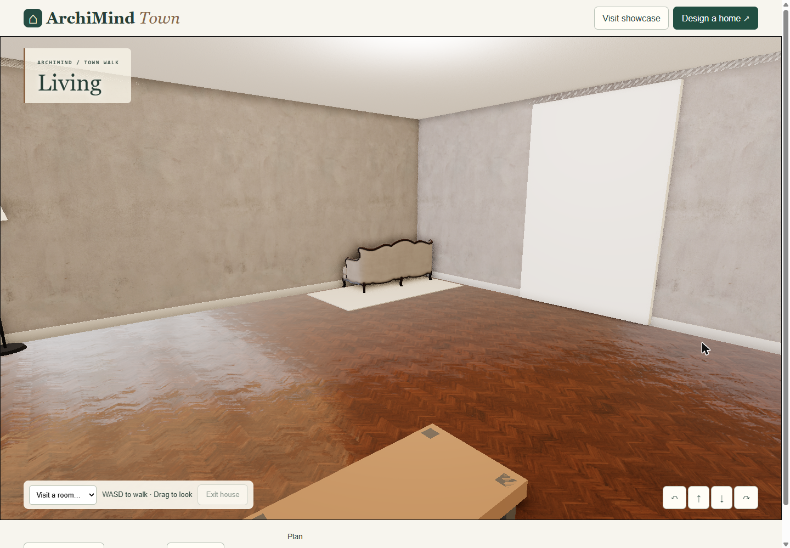 ArchiMind Town
Visit showcase
Design a home ↗
ARCHIMIND / TOWN WALK
Living
Visit a room...
WASD to walk · Drag to look
Exit house
↶ ↑ ↓ ↷
Plan